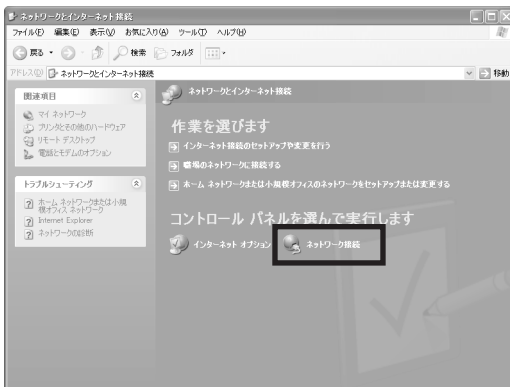 ネットワークとインターネット接続
ファイル(F) 編集(E) 表示(V) お気に入り(A) ツール(T) ヘルプ(H)
戻る 検索 フォルダ
アドレス(D) ネットワークとインターネット接続 移動
関連項目
マイ ネットワーク
プリンタとその他のハードウェア
リモート デスクトップ
電話とモデムのオプション
トラブルシューティング
ホーム ネットワークまたは小規
模オフィス ネットワーク
Internet Explorer
ネットワークの診断
ネットワークとインターネット接続
作業を選びます
インターネット接続のセットアップや変更を行う
職場のネットワークに接続する
ホーム ネットワークまたは小規模オフィスのネットワークをセットアップまたは変更する
コントロール パネルを選んで実行します
インターネット オプション ネットワーク接続